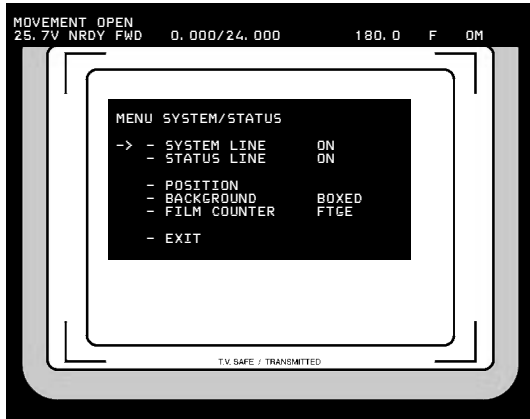 MOVEMENT OPEN
25.7V NRDY FWD 0.000/24.000 180.0 F 0M
MENU SYSTEM/STATUS
-> - SYSTEM LINE ON
- STATUS LINE ON
- POSITION
- BACKGROUND BOXED
- FILM COUNTER FTGE
- EXIT
T.V. SAFE / TRANSMITTED